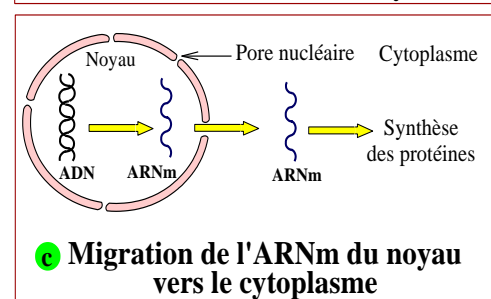 Noyau
Pore nucléaire
Cytoplasme
ADN
ARNm
ARNm
Synthèse
des protéines
c Migration de l'ARNm du noyau
vers le cytoplasme